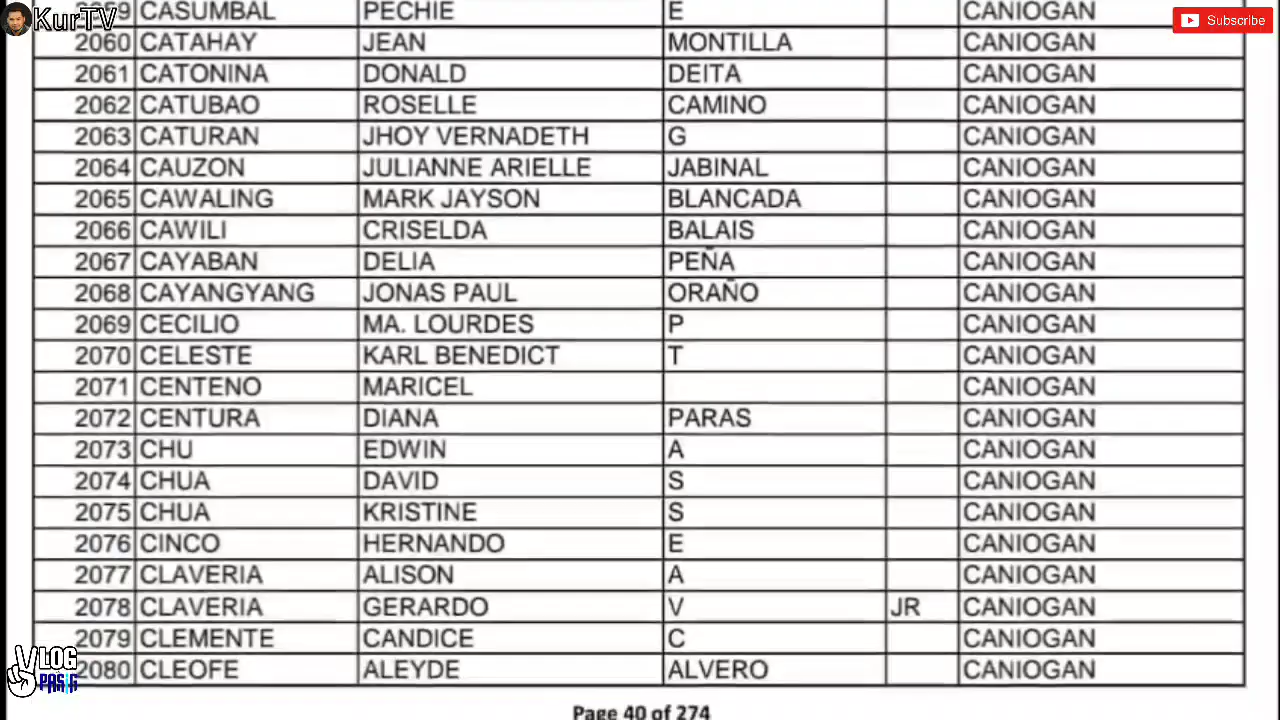 KurTV
Subscribe
2059 CASUMBAL PECHIE E CANIOGAN
2060 CATAHAY JEAN MONTILLA CANIOGAN
2061 CATONINA DONALD DEITA CANIOGAN
2062 CATUBAO ROSELLE CAMINO CANIOGAN
2063 CATURAN JHOY VERNADETH G CANIOGAN
2064 CAUZON JULIANNE ARIELLE JABINAL CANIOGAN
2065 CAWALING MARK JAYSON BLANCADA CANIOGAN
2066 CAWILI CRISELDA BALAIS CANIOGAN
2067 CAYABAN DELIA PEÑA CANIOGAN
2068 CAYANGYANG JONAS PAUL ORAÑO CANIOGAN
2069 CECILIO MA. LOURDES P CANIOGAN
2070 CELESTE KARL BENEDICT T CANIOGAN
2071 CENTENO MARICEL CANIOGAN
2072 CENTURA DIANA PARAS CANIOGAN
2073 CHU EDWIN A CANIOGAN
2074 CHUA DAVID S CANIOGAN
2075 CHUA KRISTINE S CANIOGAN
2076 CINCO HERNANDO E CANIOGAN
2077 CLAVERIA ALISON A CANIOGAN
2078 CLAVERIA GERARDO V JR CANIOGAN
2079 CLEMENTE CANDICE C CANIOGAN
2080 CLEOFE ALEYDE ALVERO CANIOGAN
VLOG
PASIG
Page 40 of 274